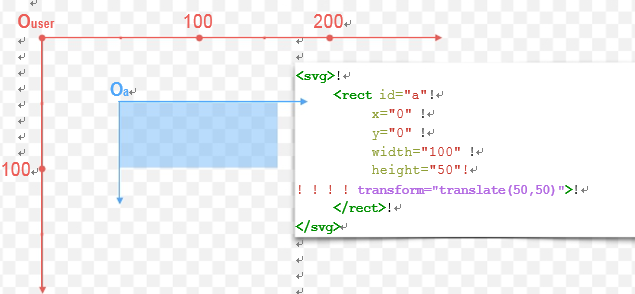 Ouser 100 200
Oa
100
<svg>!
<rect id="a"!
x="0" !
y="0" !
width="100" !
height="50"!
! ! ! ! transform="translate(50,50)">!
</rect>!
</svg>